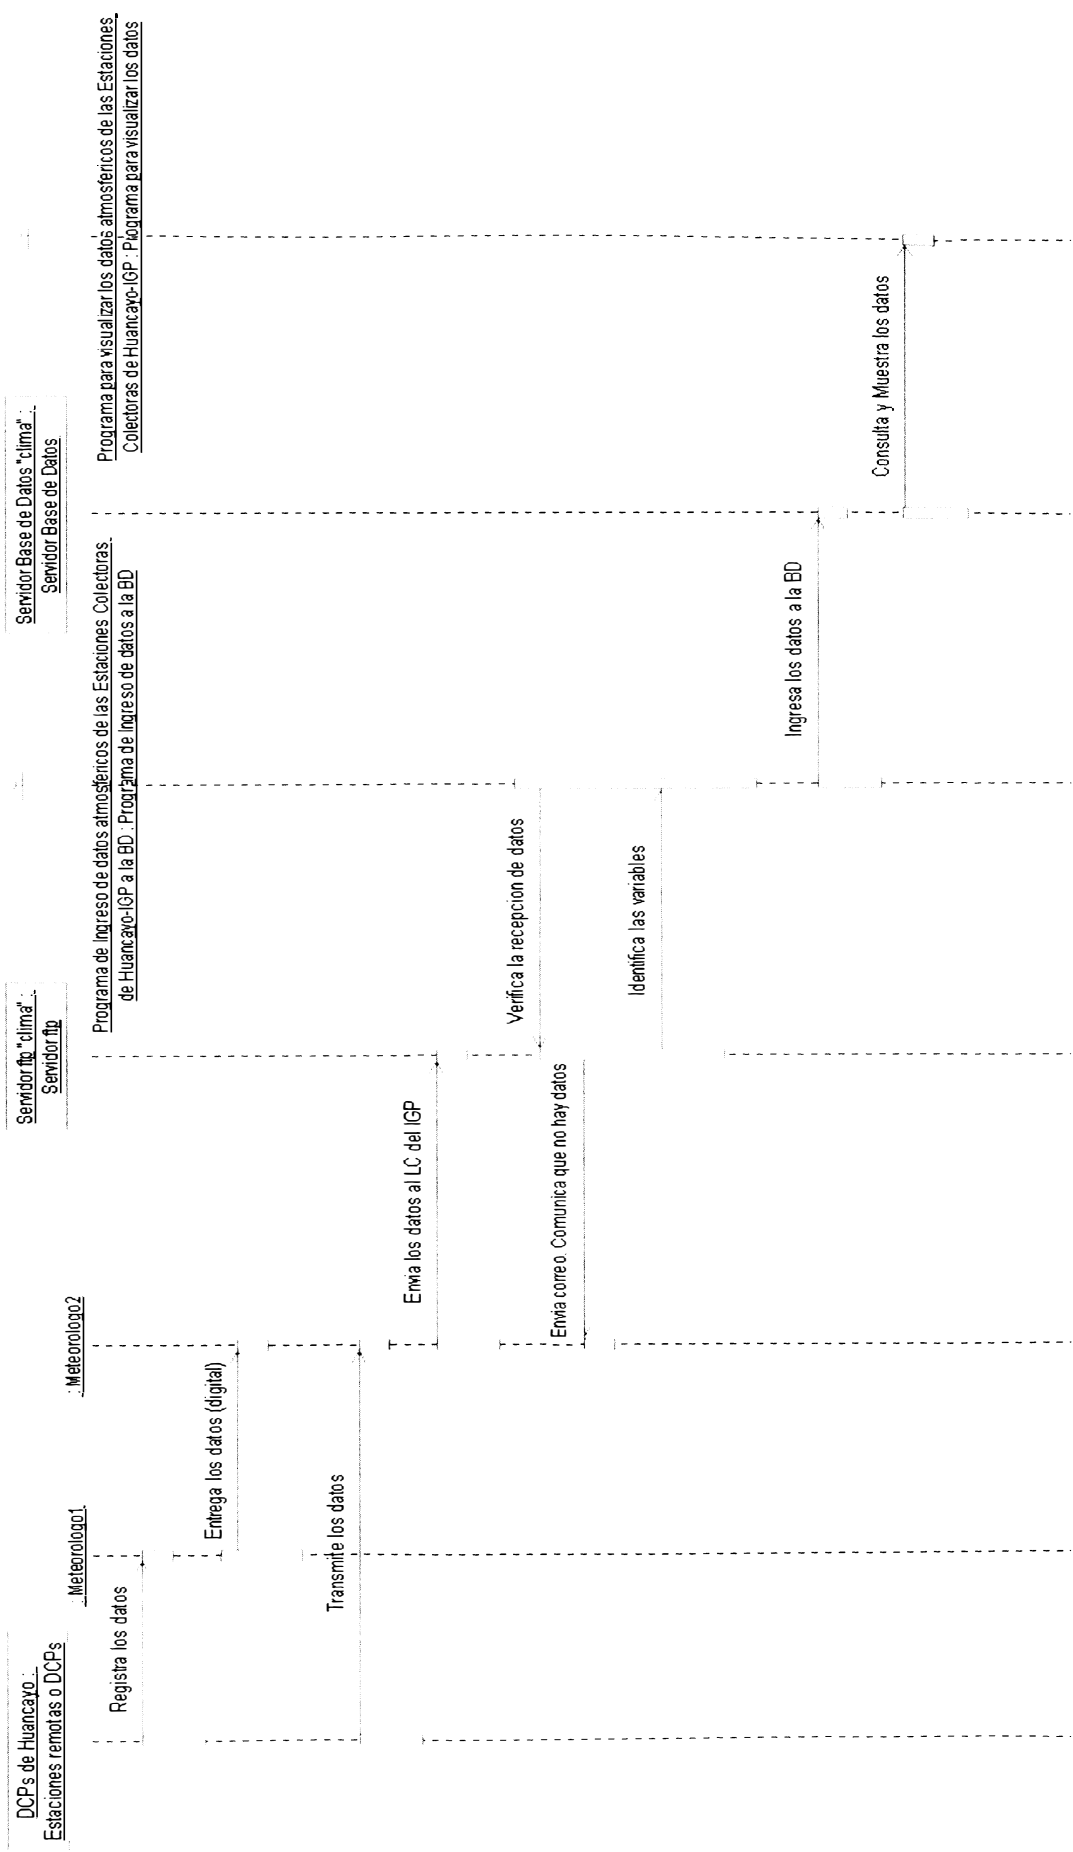 DCPs de Huancayo :
Estaciones remotas o DCPs
: Meteorologo1
: Meteorologo2
Servidor ftp "clima" :
Servidor ftp
Programa de Ingreso de datos atmosfericos de las Estaciones Colectoras
de Huancayo-IGP a la BD : Programa de Ingreso de datos a la BD
Servidor Base de Datos "clima" :
Servidor Base de Datos
Programa para visualizar los datos atmosfericos de las Estaciones
Colectoras de Huancayo-IGP : Programa para visualizar los datos
Registra los datos
Entrega los datos (digital)
Transmite los datos
Envia los datos al LC del IGP
Verifica la recepcion de datos
Envia correo. Comunica que no hay datos
Identifica las variables
Ingresa los datos a la BD
Consulta y Muestra los datos